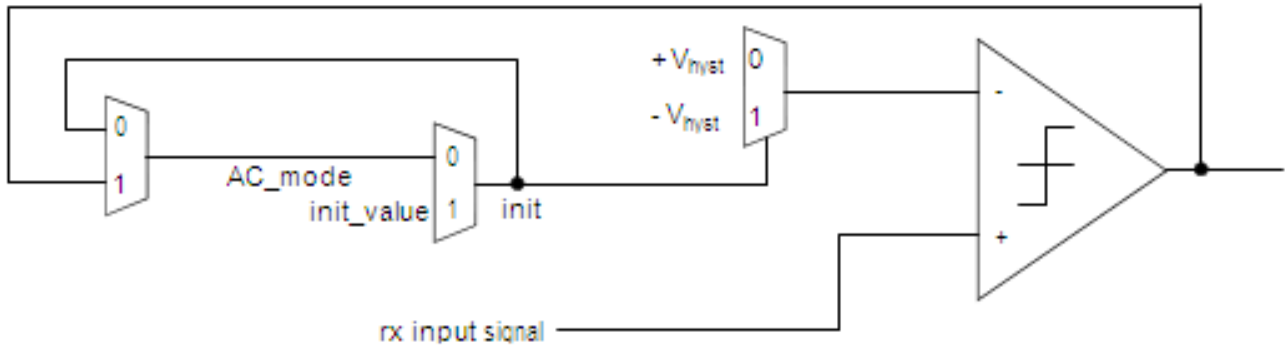 + Vhyst 0
- Vhyst 1
-
0
1
AC_mode
0
init_value 1
init
+
rx input signal